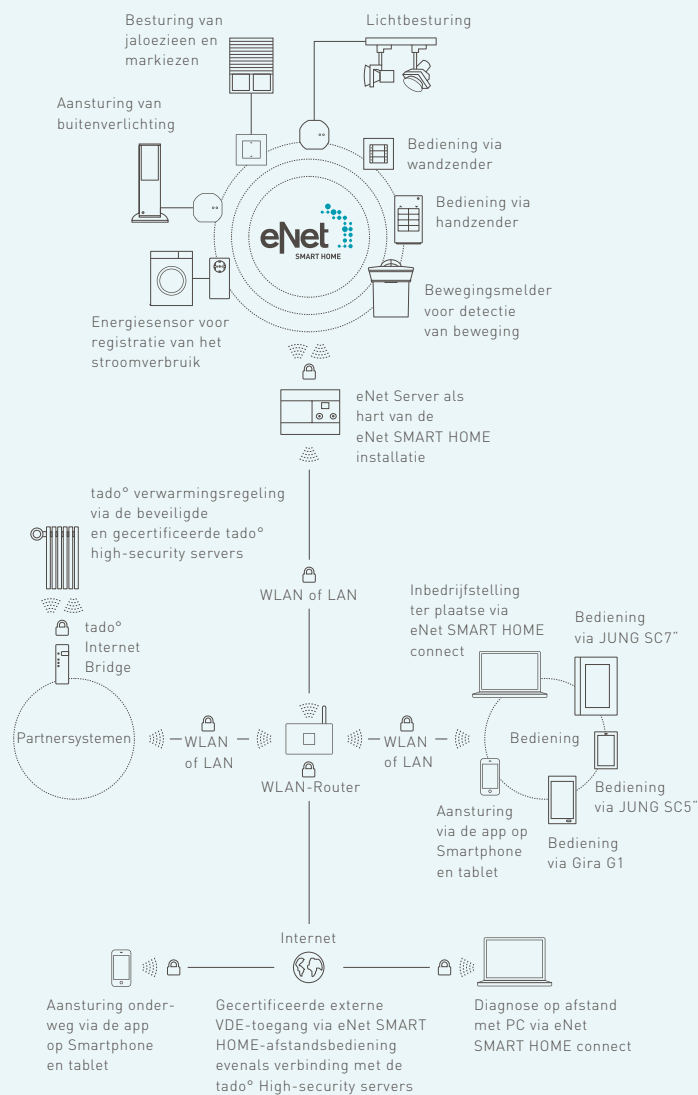 Besturing van
jaloezieen en
markiezen
Lichtbesturing
Aansturing van
buitenverlichting
Bediening via
wandzender
Bediening via
handzender
eNet
SMART HOME
Bewegingsmelder
voor detectie
van beweging
Energiesensor voor
registratie van het
stroomverbruik
eNet Server als
hart van de
eNet SMART HOME
installatie
tado° verwarmingsregeling
via de beveiligde
en gecertificeerde tado°
high-security servers
WLAN of LAN
tado°
Internet
Bridge
Inbedrijfstelling
ter plaatse via
eNet SMART HOME
connect
Bediening
via JUNG SC7“
Partnersystemen
WLAN
of LAN
WLAN-Router
WLAN
of LAN
Bediening
Bediening
via JUNG SC5“
Aansturing
via de app op
Smartphone
en tablet
Bediening
via Gira G1
Internet
Aansturing onder-
weg via de app
op Smartphone
en tablet
Gecertificeerde externe
VDE-toegang via eNet SMART
HOME-afstandsbediening
evenals verbinding met de
tado° High-security servers
Diagnose op afstand
met PC via eNet
SMART HOME connect